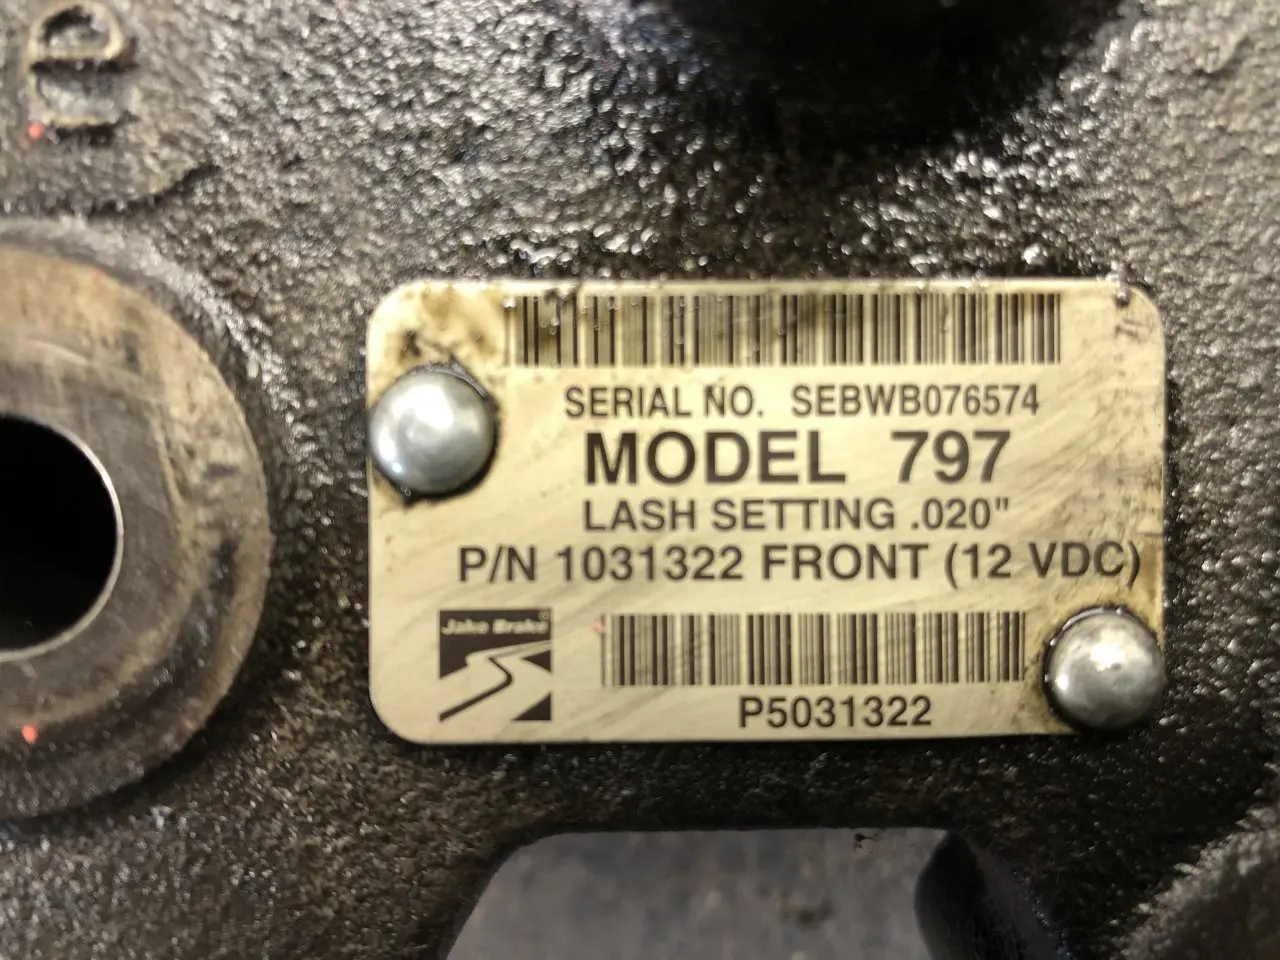 SERIAL NO. SEBWB076574
MODEL 797
LASH SETTING .020"
P/N 1031322 FRONT (12 VDC)
Jake Brake®
P5031322